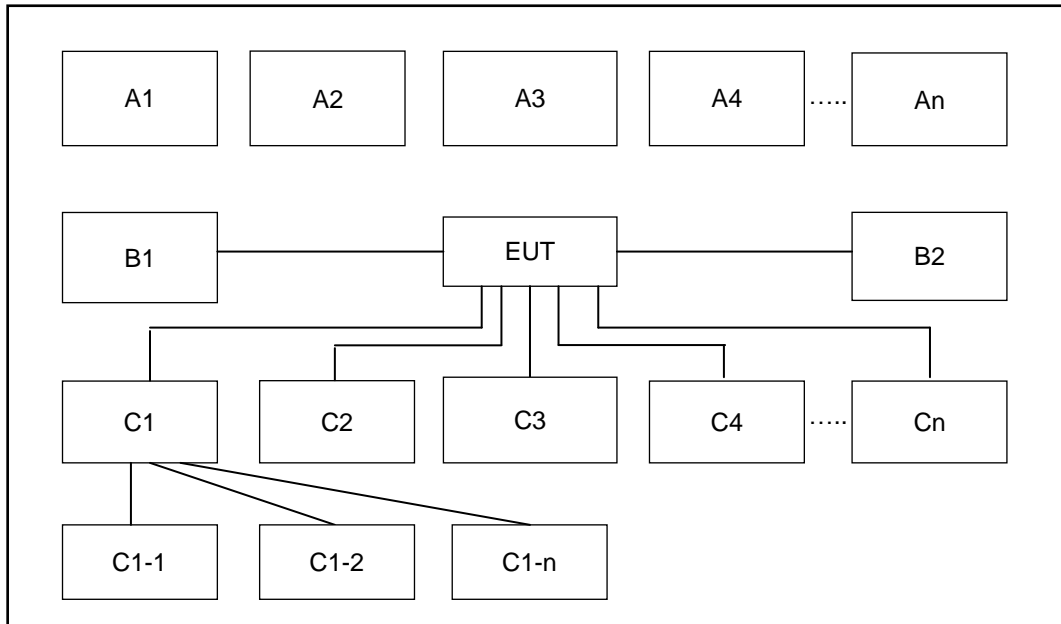 A1 A2 A3 A4 ..... An
B1 EUT B2
C1 C2 C3 C4 ..... Cn
C1-1 C1-2 C1-n